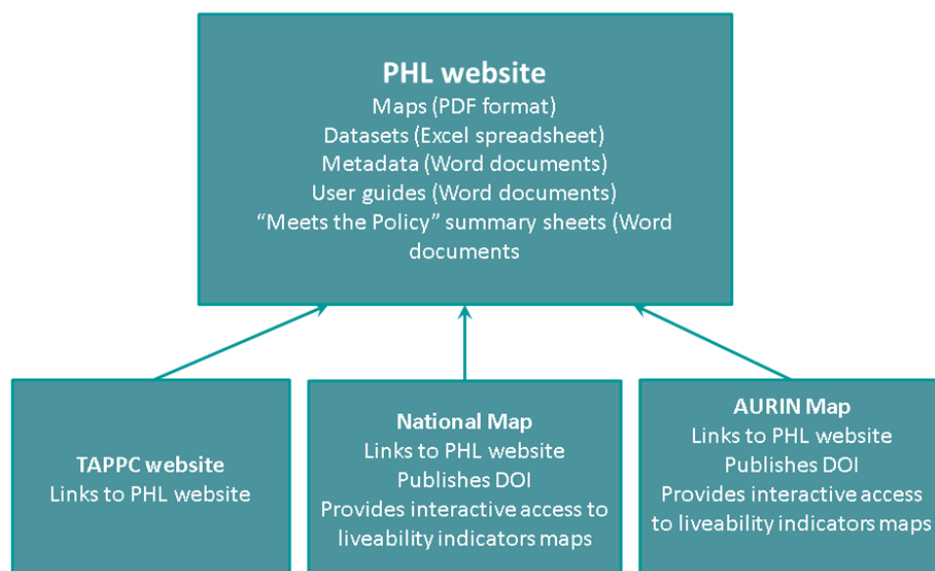 PHL website
Maps (PDF format)
Datasets (Excel spreadsheet)
Metadata (Word documents)
User guides (Word documents)
“Meets the Policy” summary sheets (Word
documents
TAPPC website
Links to PHL website
National Map
Links to PHL website
Publishes DOI
Provides interactive access to
liveability indicators maps
AURIN Map
Links to PHL website
Publishes DOI
Provides interactive access
to liveability indicators maps